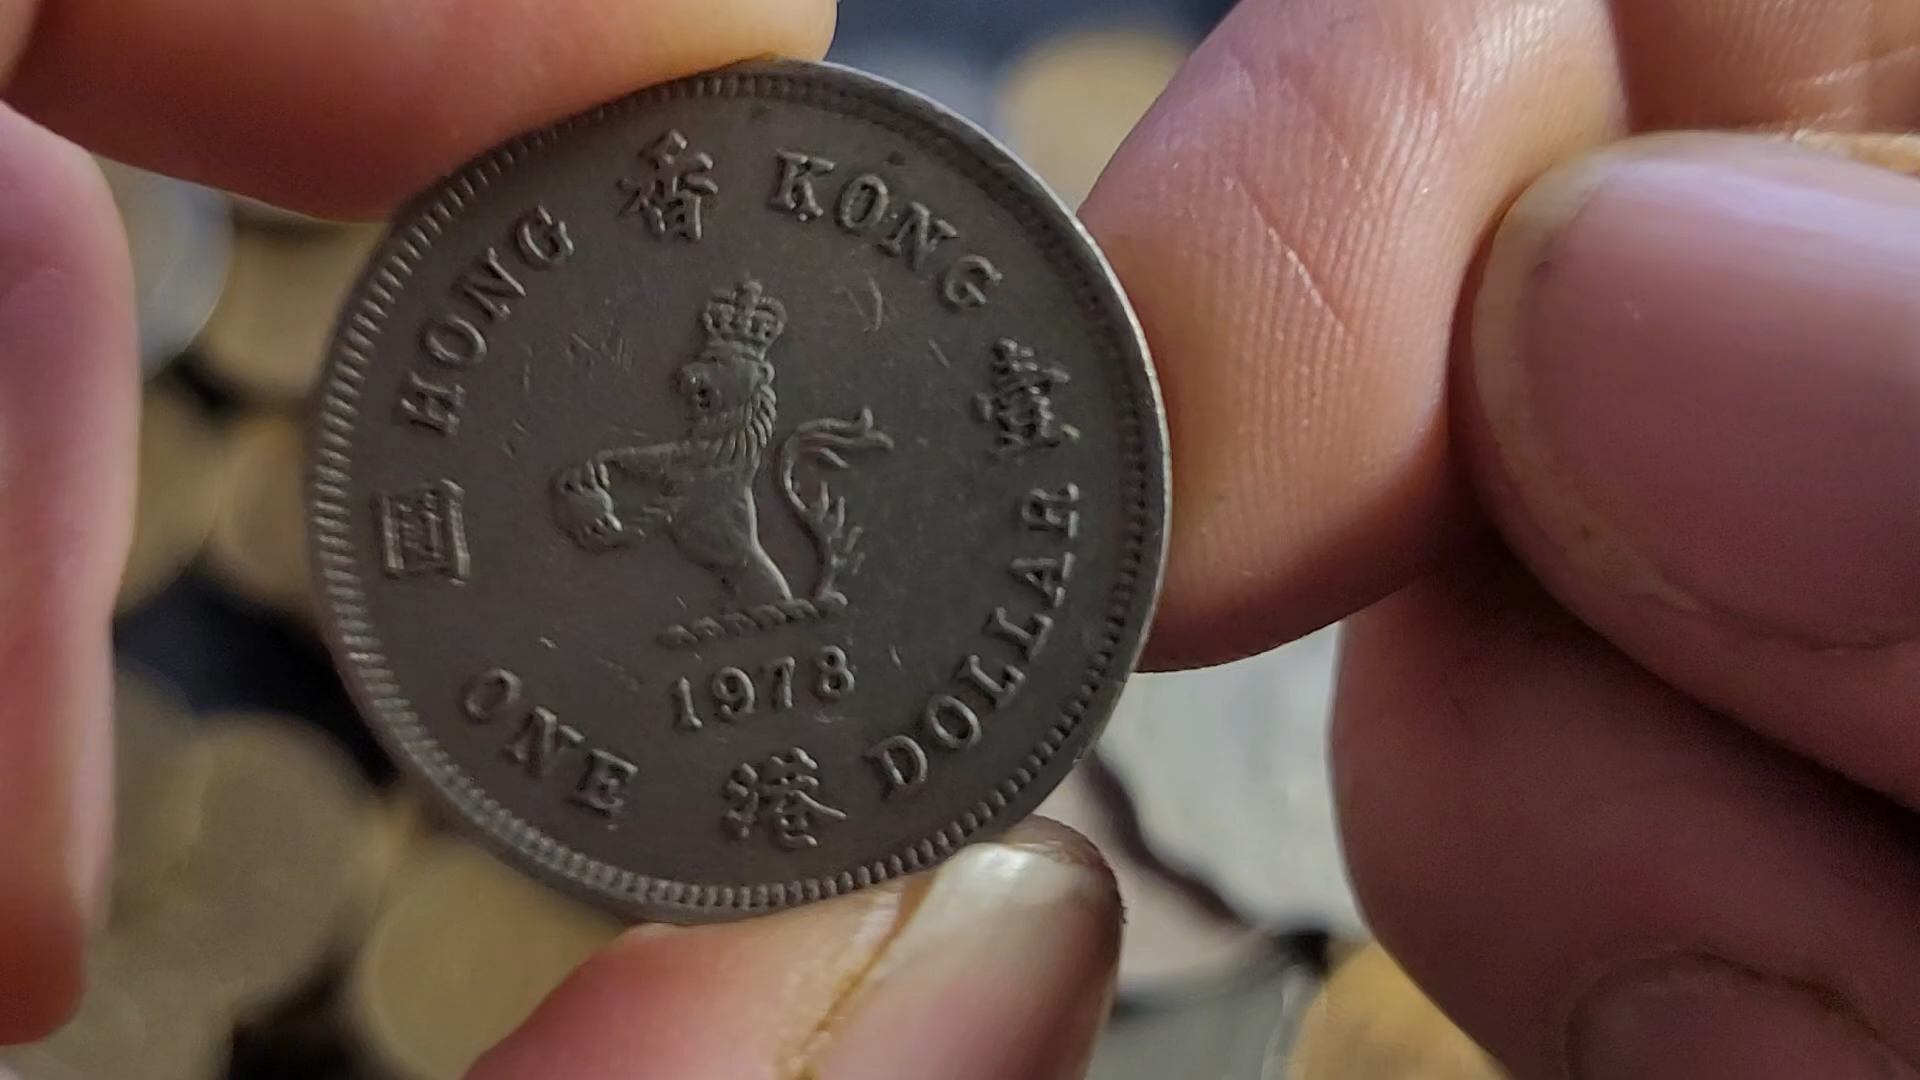 HONG 香 KONG
圓 壹
1978
ONE 港 DOLLAR